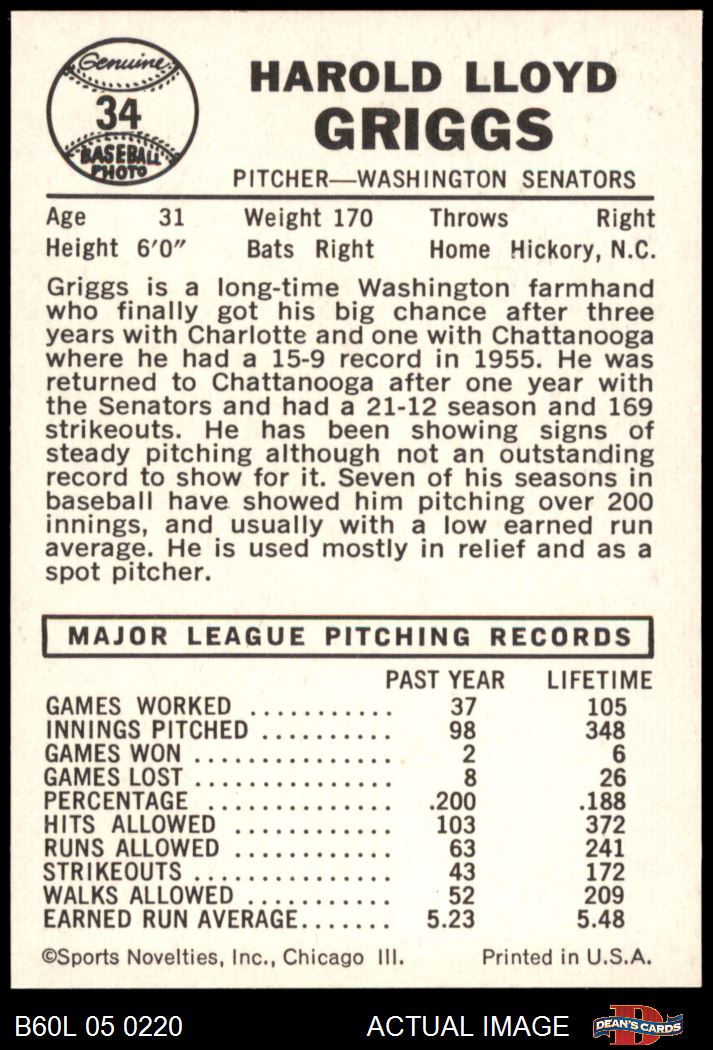 Genuine
34
BASEBALL
PHOTO
HAROLD LLOYD
GRIGGS
PITCHER—WASHINGTON SENATORS
Age 31 Weight 170 Throws Right
Height 6'0" Bats Right Home Hickory, N.C.
Griggs is a long-time Washington farmhand
who finally got his big chance after three
years with Charlotte and one with Chattanooga
where he had a 15-9 record in 1955. He was
returned to Chattanooga after one year with
the Senators and had a 21-12 season and 169
strikeouts. He has been showing signs of
steady pitching although not an outstanding
record to show for it. Seven of his seasons in
baseball have showed him pitching over 200
innings, and usually with a low earned run
average. He is used mostly in relief and as a
spot pitcher.
MAJOR LEAGUE PITCHING RECORDS
PAST YEAR LIFETIME
GAMES WORKED ........... 37 105
INNINGS PITCHED .......... 98 348
GAMES WON ............... 2 6
GAMES LOST ............... 8 26
PERCENTAGE .............. .200 .188
HITS ALLOWED ............ 103 372
RUNS ALLOWED ............ 63 241
STRIKEOUTS ............... 43 172
WALKS ALLOWED ........... 52 209
EARNED RUN AVERAGE....... 5.23 5.48
©Sports Novelties, Inc., Chicago Ill. Printed in U.S.A.
B60L 05 0220 ACTUAL IMAGE D DEAN'S CARDS